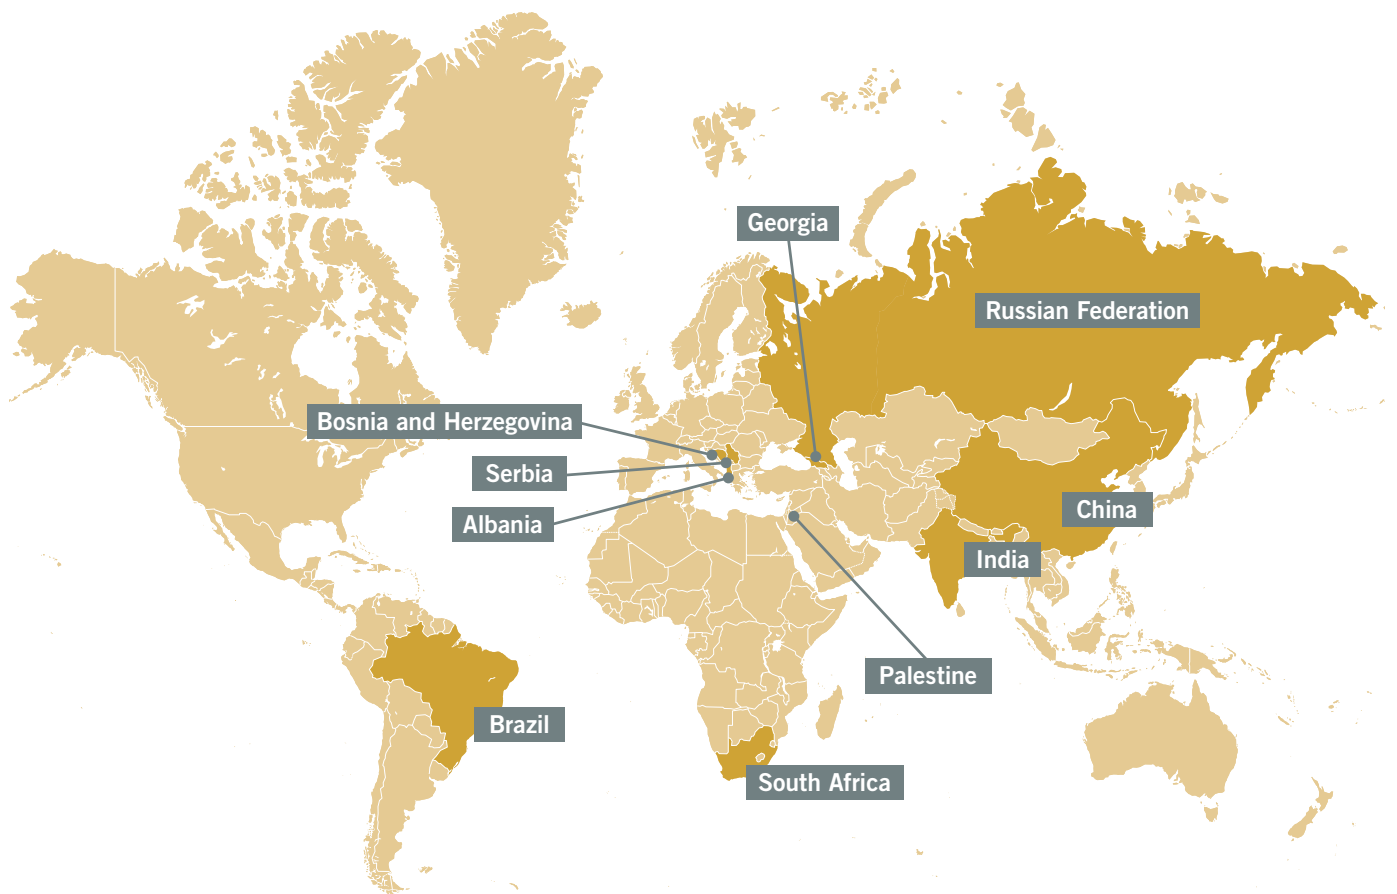 Georgia
Russian Federation
Bosnia and Herzegovina
Serbia
Albania
China
India
Palestine
Brazil
South Africa